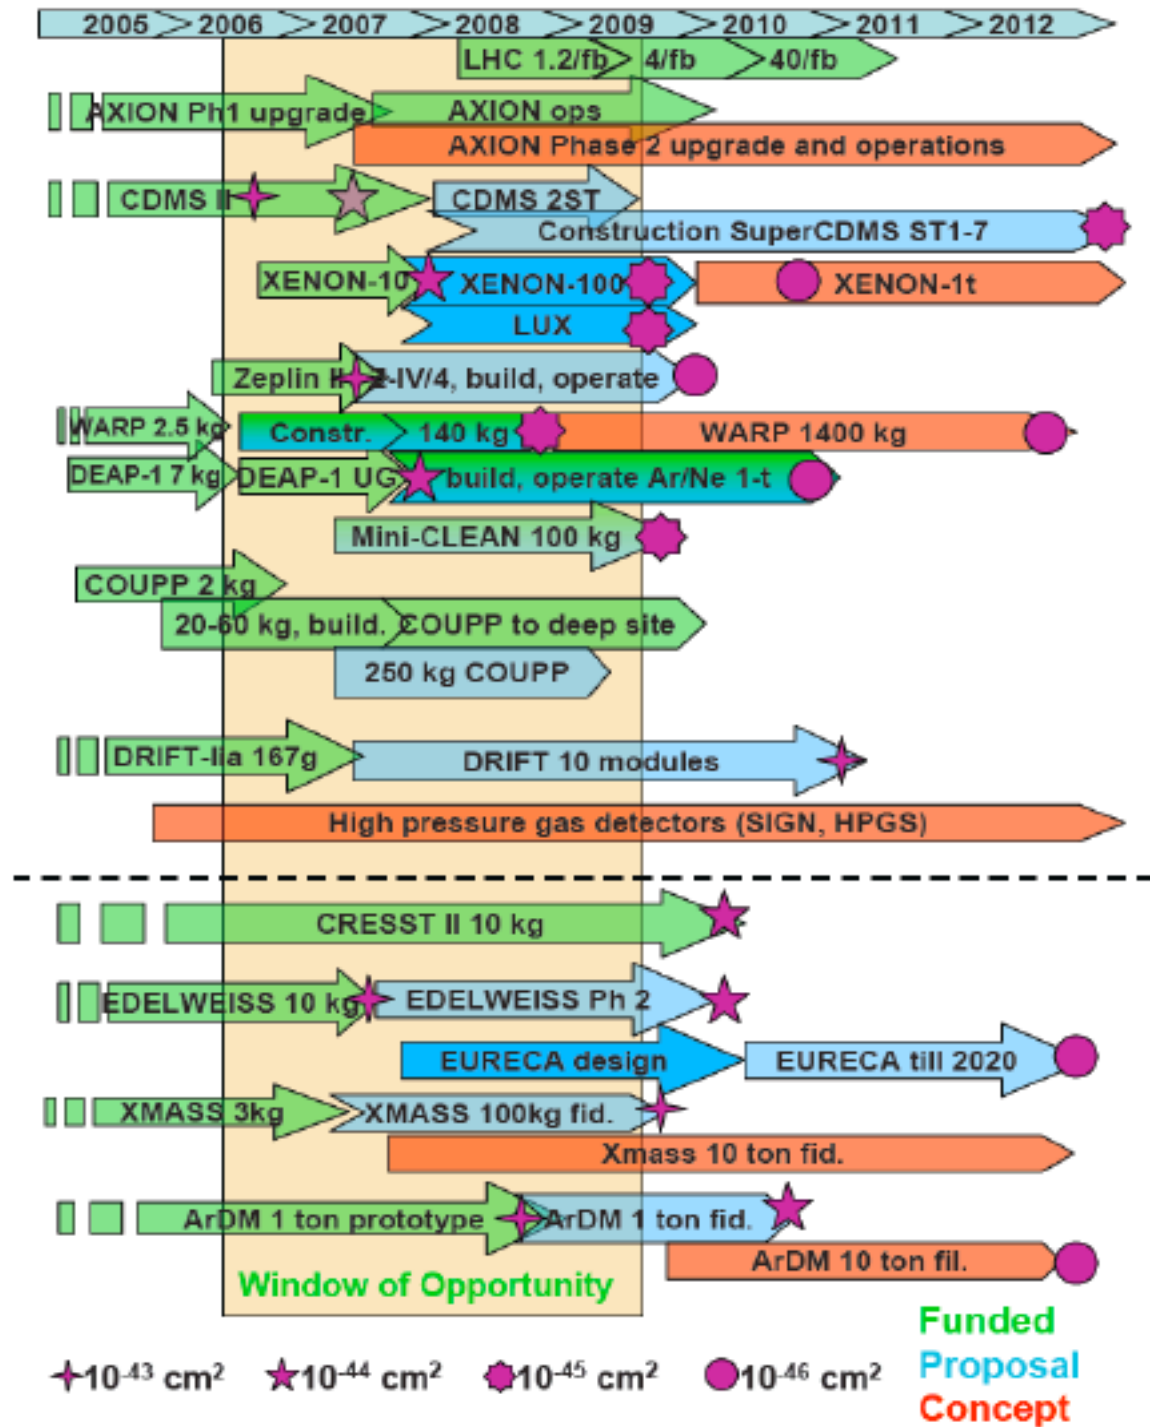 2005 2006 2007 2008 2009 2010 2011 2012
LHC 1.2/fb 4/fb 40/fb
AXION Ph1 upgrade AXION ops
AXION Phase 2 upgrade and operations
CDMS II CDMS 2ST
Construction SuperCDMS ST1-7
XENON-10 XENON-100 XENON-1t
LUX
Zeplin II Z-IV/4, build, operate
WARP 2.5 kg Constr. 140 kg WARP 1400 kg
DEAP-1 7 kg DEAP-1 UG build, operate Ar/Ne 1-t
Mini-CLEAN 100 kg
COUPP 2 kg
20-60 kg, build. COUPP to deep site
250 kg COUPP
DRIFT-IIa 167g DRIFT 10 modules
High pressure gas detectors (SIGN, HPGS)
CRESST II 10 kg
EDELWEISS 10 kg EDELWEISS Ph 2
EURECA design EURECA till 2020
XMASS 3kg XMASS 100kg fid.
Xmass 10 ton fid.
ArDM 1 ton prototype ArDM 1 ton fid.
ArDM 10 ton fil.
Window of Opportunity
Funded
10⁻⁴³ cm² 10⁻⁴⁴ cm² 10⁻⁴⁵ cm² 10⁻⁴⁶ cm²
Proposal
Concept